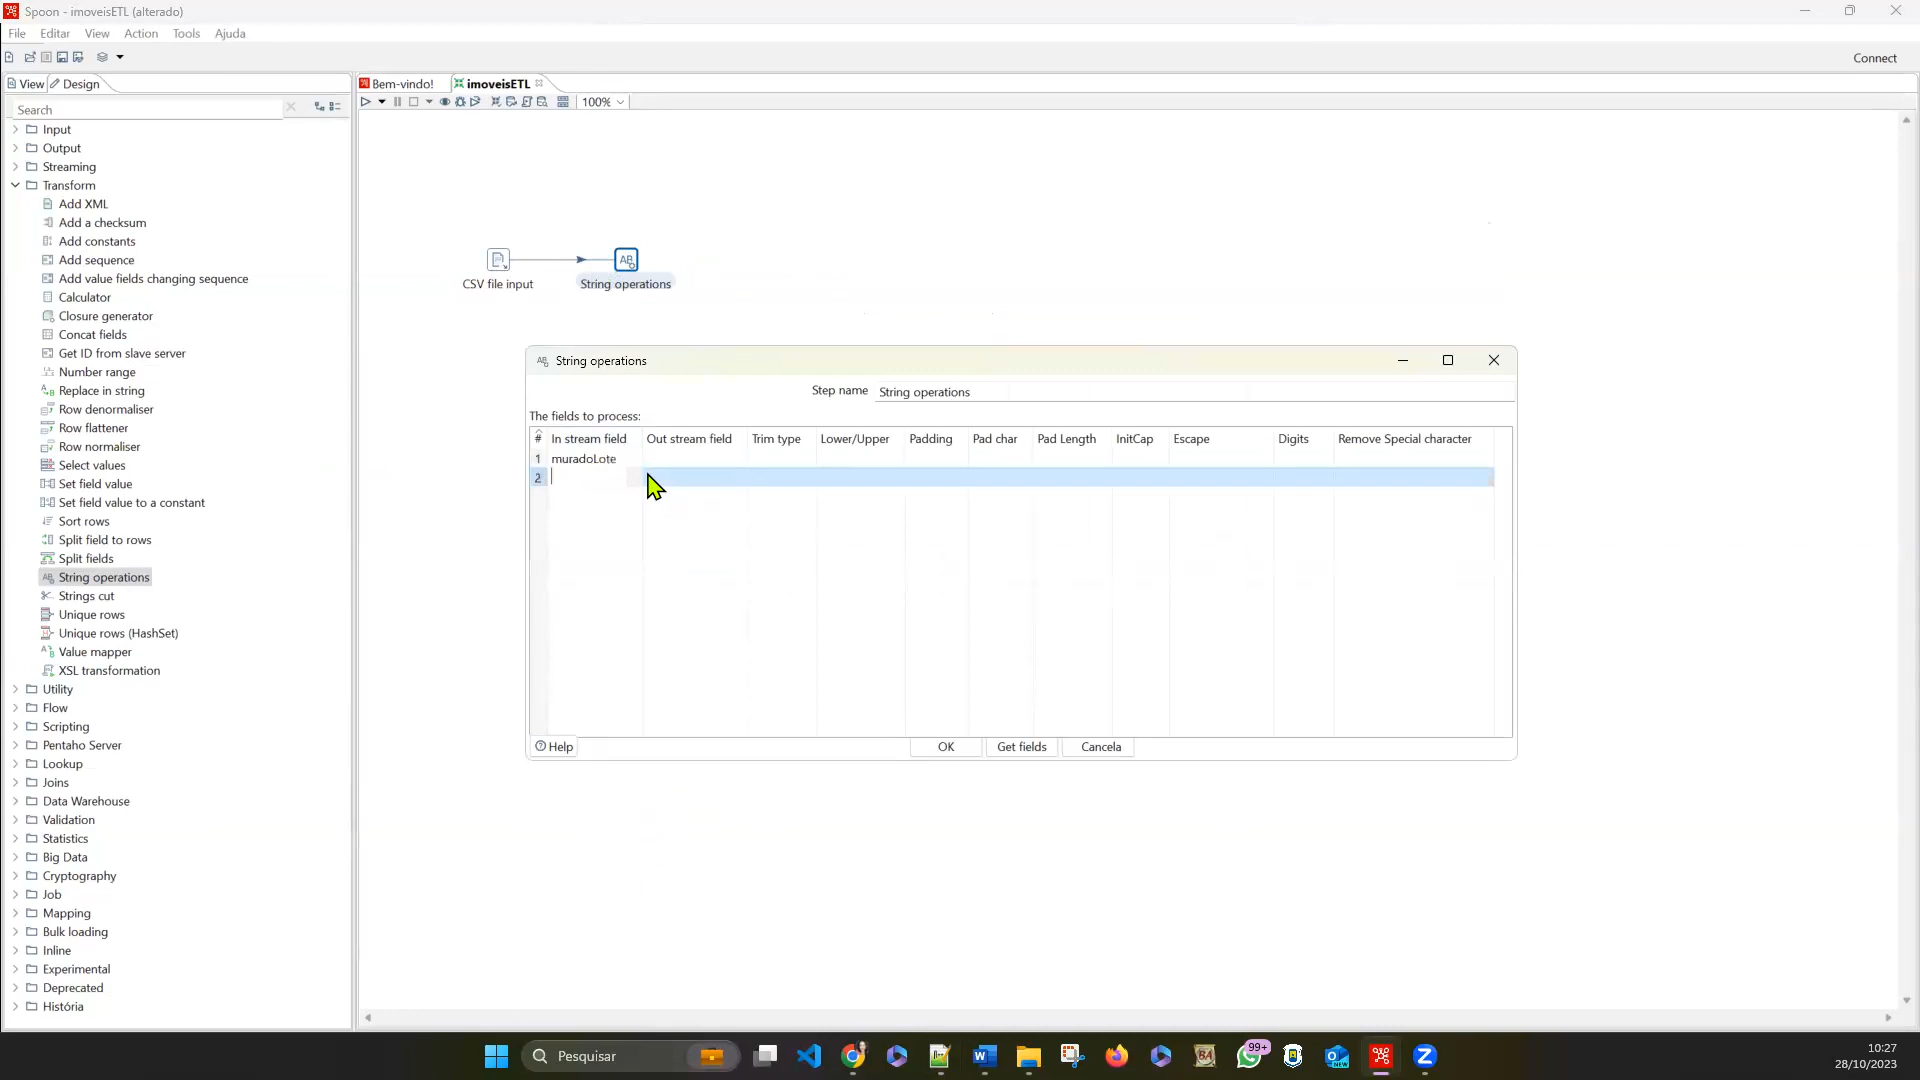 Spoon - imoveisETL (alterado)
File Editar View Action Tools Ajuda
Connect
View Design
Bem-vindo! imoveisETL
Search
100%
Input
Output
Streaming
Transform
Add XML
Add a checksum
Add constants
Add sequence
Add value fields changing sequence
Calculator
Closure generator
Concat fields
Get ID from slave server
Number range
Replace in string
Row denormaliser
Row flattener
Row normaliser
Select values
Set field value
Set field value to a constant
Sort rows
Split field to rows
Split fields
String operations
Strings cut
Unique rows
Unique rows (HashSet)
Value mapper
XSL transformation
Utility
Flow
Scripting
Pentaho Server
Lookup
Joins
Data Warehouse
Validation
Statistics
Big Data
Cryptography
Job
Mapping
Bulk loading
Inline
Experimental
Deprecated
História
CSV file input
String operations
String operations
Step name String operations
The fields to process:
# In stream field Out stream field Trim type Lower/Upper Padding Pad char Pad Length InitCap Escape Digits Remove Special character
1 muradoLote
2
Help OK Get fields Cancela
Pesquisar
99+
10:27
28/10/2023